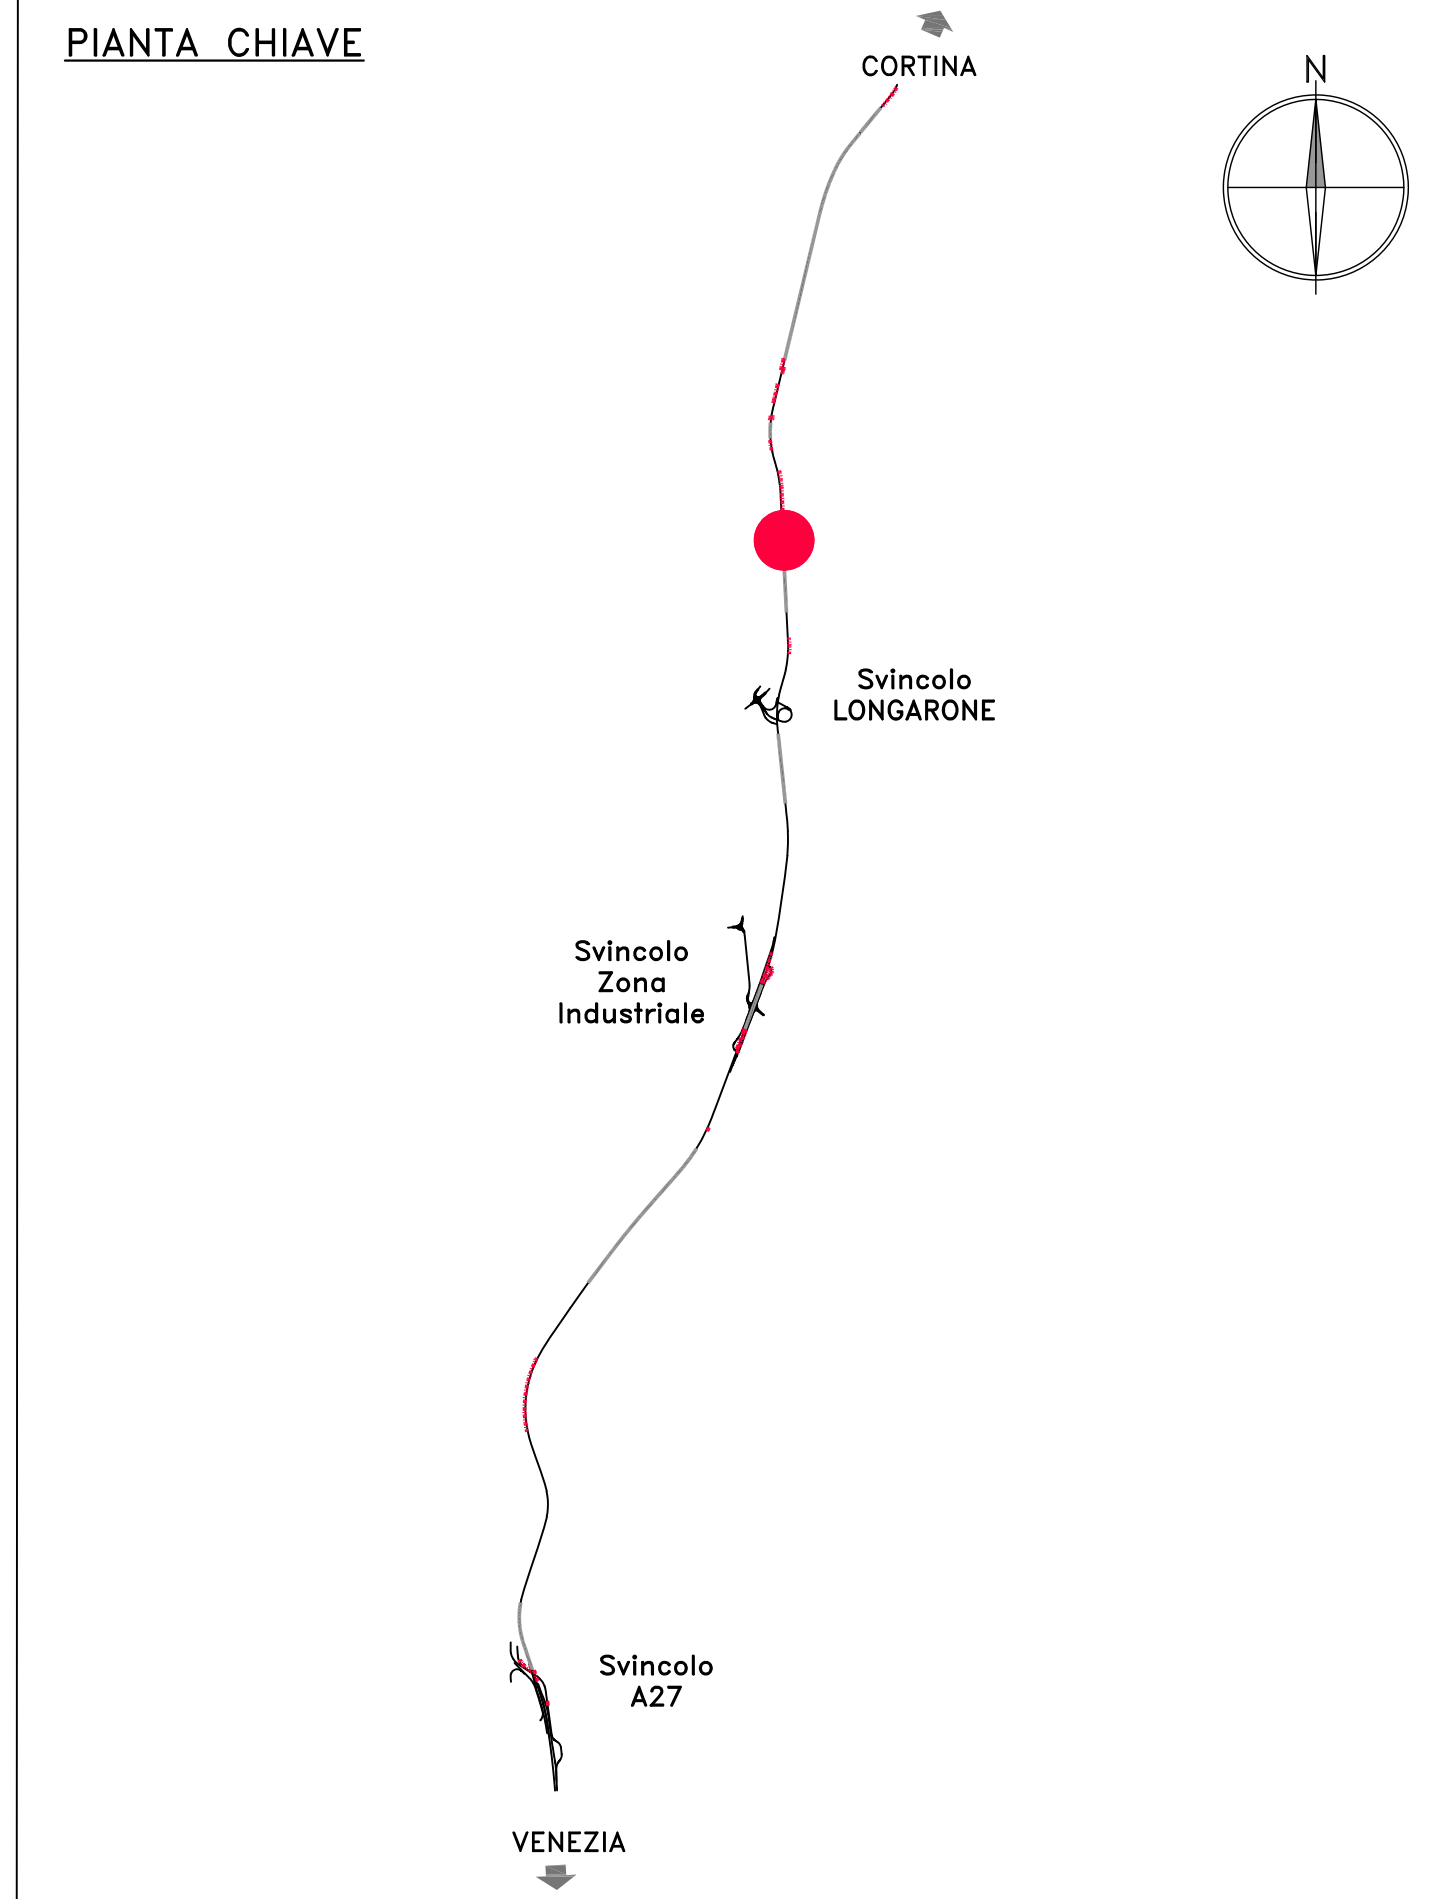 PIANTA CHIAVE
CORTINA
N
Svincolo
LONGARONE
Svincolo
Zona
Industriale
Svincolo
A27
VENEZIA